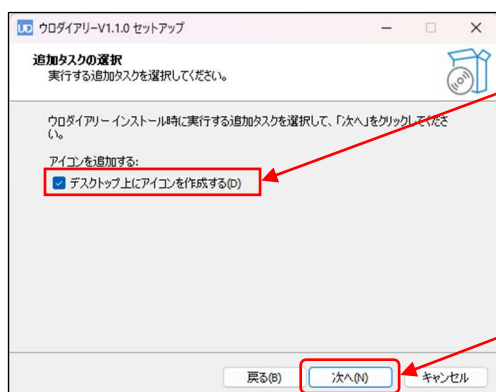 UD ウロダイアリーV1.1.0 セットアップ
追加タスクの選択
実行する追加タスクを選択してください。
ウロダイアリー インストール時に実行する追加タスクを選択して、「次へ」をクリックしてくださ
い。
アイコンを追加する:
デスクトップ上にアイコンを作成する(D)
戻る(B) 次へ(N) キャンセル